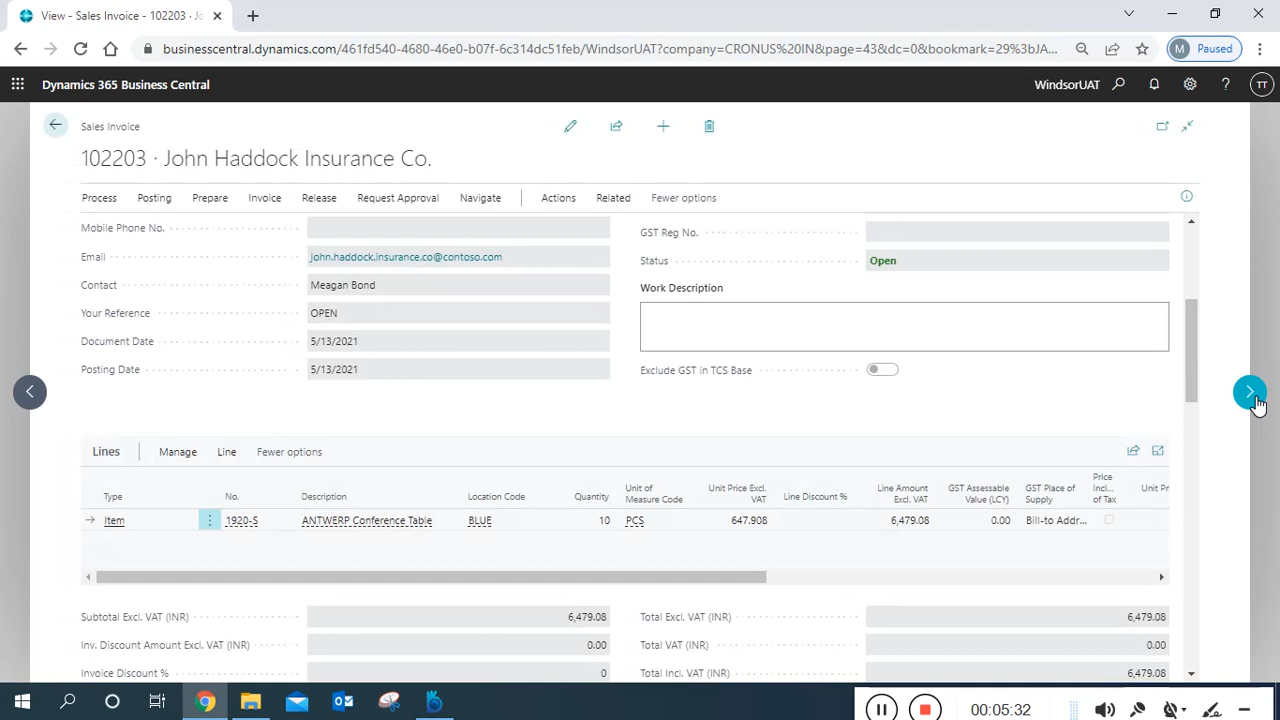 View - Sales Invoice - 102203 · Jo
businesscentral.dynamics.com/461fd540-4680-46e0-b07f-6c314dc51feb/WindsorUAT?company=CRONUS%20IN&page=43&dc=0&bookmark=29%3bJA...
M Paused
Dynamics 365 Business Central
WindsorUAT
TT
Sales Invoice
102203 · John Haddock Insurance Co.
Process Posting Prepare Invoice Release Request Approval Navigate Actions Related Fewer options
Mobile Phone No.
GST Reg No.
Email john.haddock.insurance.co@contoso.com
Status Open
Contact Meagan Bond
Work Description
Your Reference OPEN
Document Date 5/13/2021
Posting Date 5/13/2021
Exclude GST in TCS Base
Lines Manage Line Fewer options
Type No. Description Location Code Quantity Unit of Measure Code Unit Price Excl. VAT Line Discount % Line Amount Excl. VAT GST Assessable Value (LCY) GST Place of Supply Price Incl... of Tax Unit Pr
Item 1920-S ANTWERP Conference Table BLUE 10 PCS 647.908 6,479.08 0.00 Bill-to Addr...
Subtotal Excl. VAT (INR) 6,479.08
Total Excl. VAT (INR) 6,479.08
Inv. Discount Amount Excl. VAT (INR) 0.00
Total VAT (INR) 0.00
Invoice Discount % 0
Total Incl. VAT (INR) 6,479.08
00:05:32